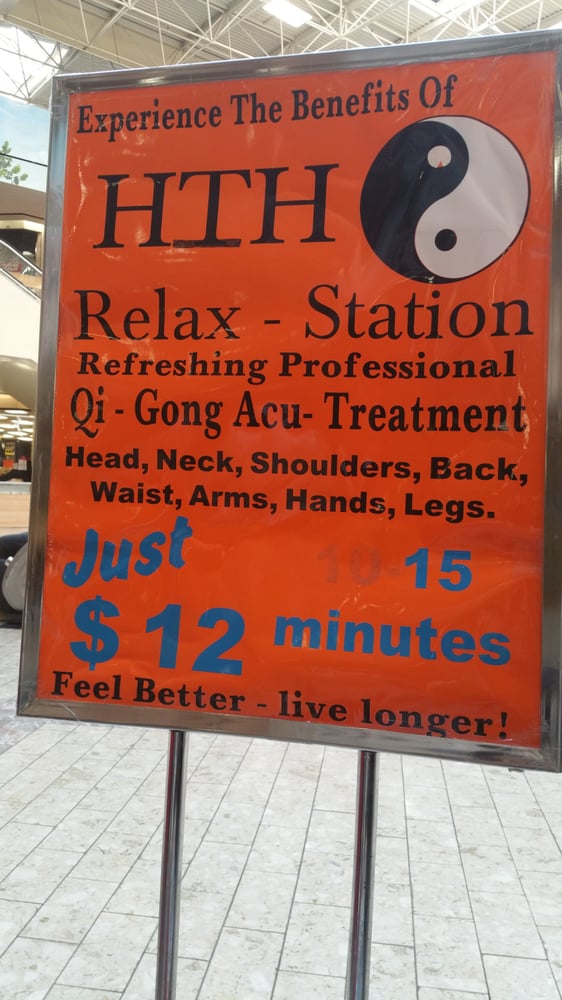 Experience The Benefits Of
HTH
Relax - Station
Refreshing Professional
Qi - Gong Acu- Treatment
Head, Neck, Shoulders, Back,
Waist, Arms, Hands, Legs.
Just 10-15
$12 minutes
Feel Better - live longer!